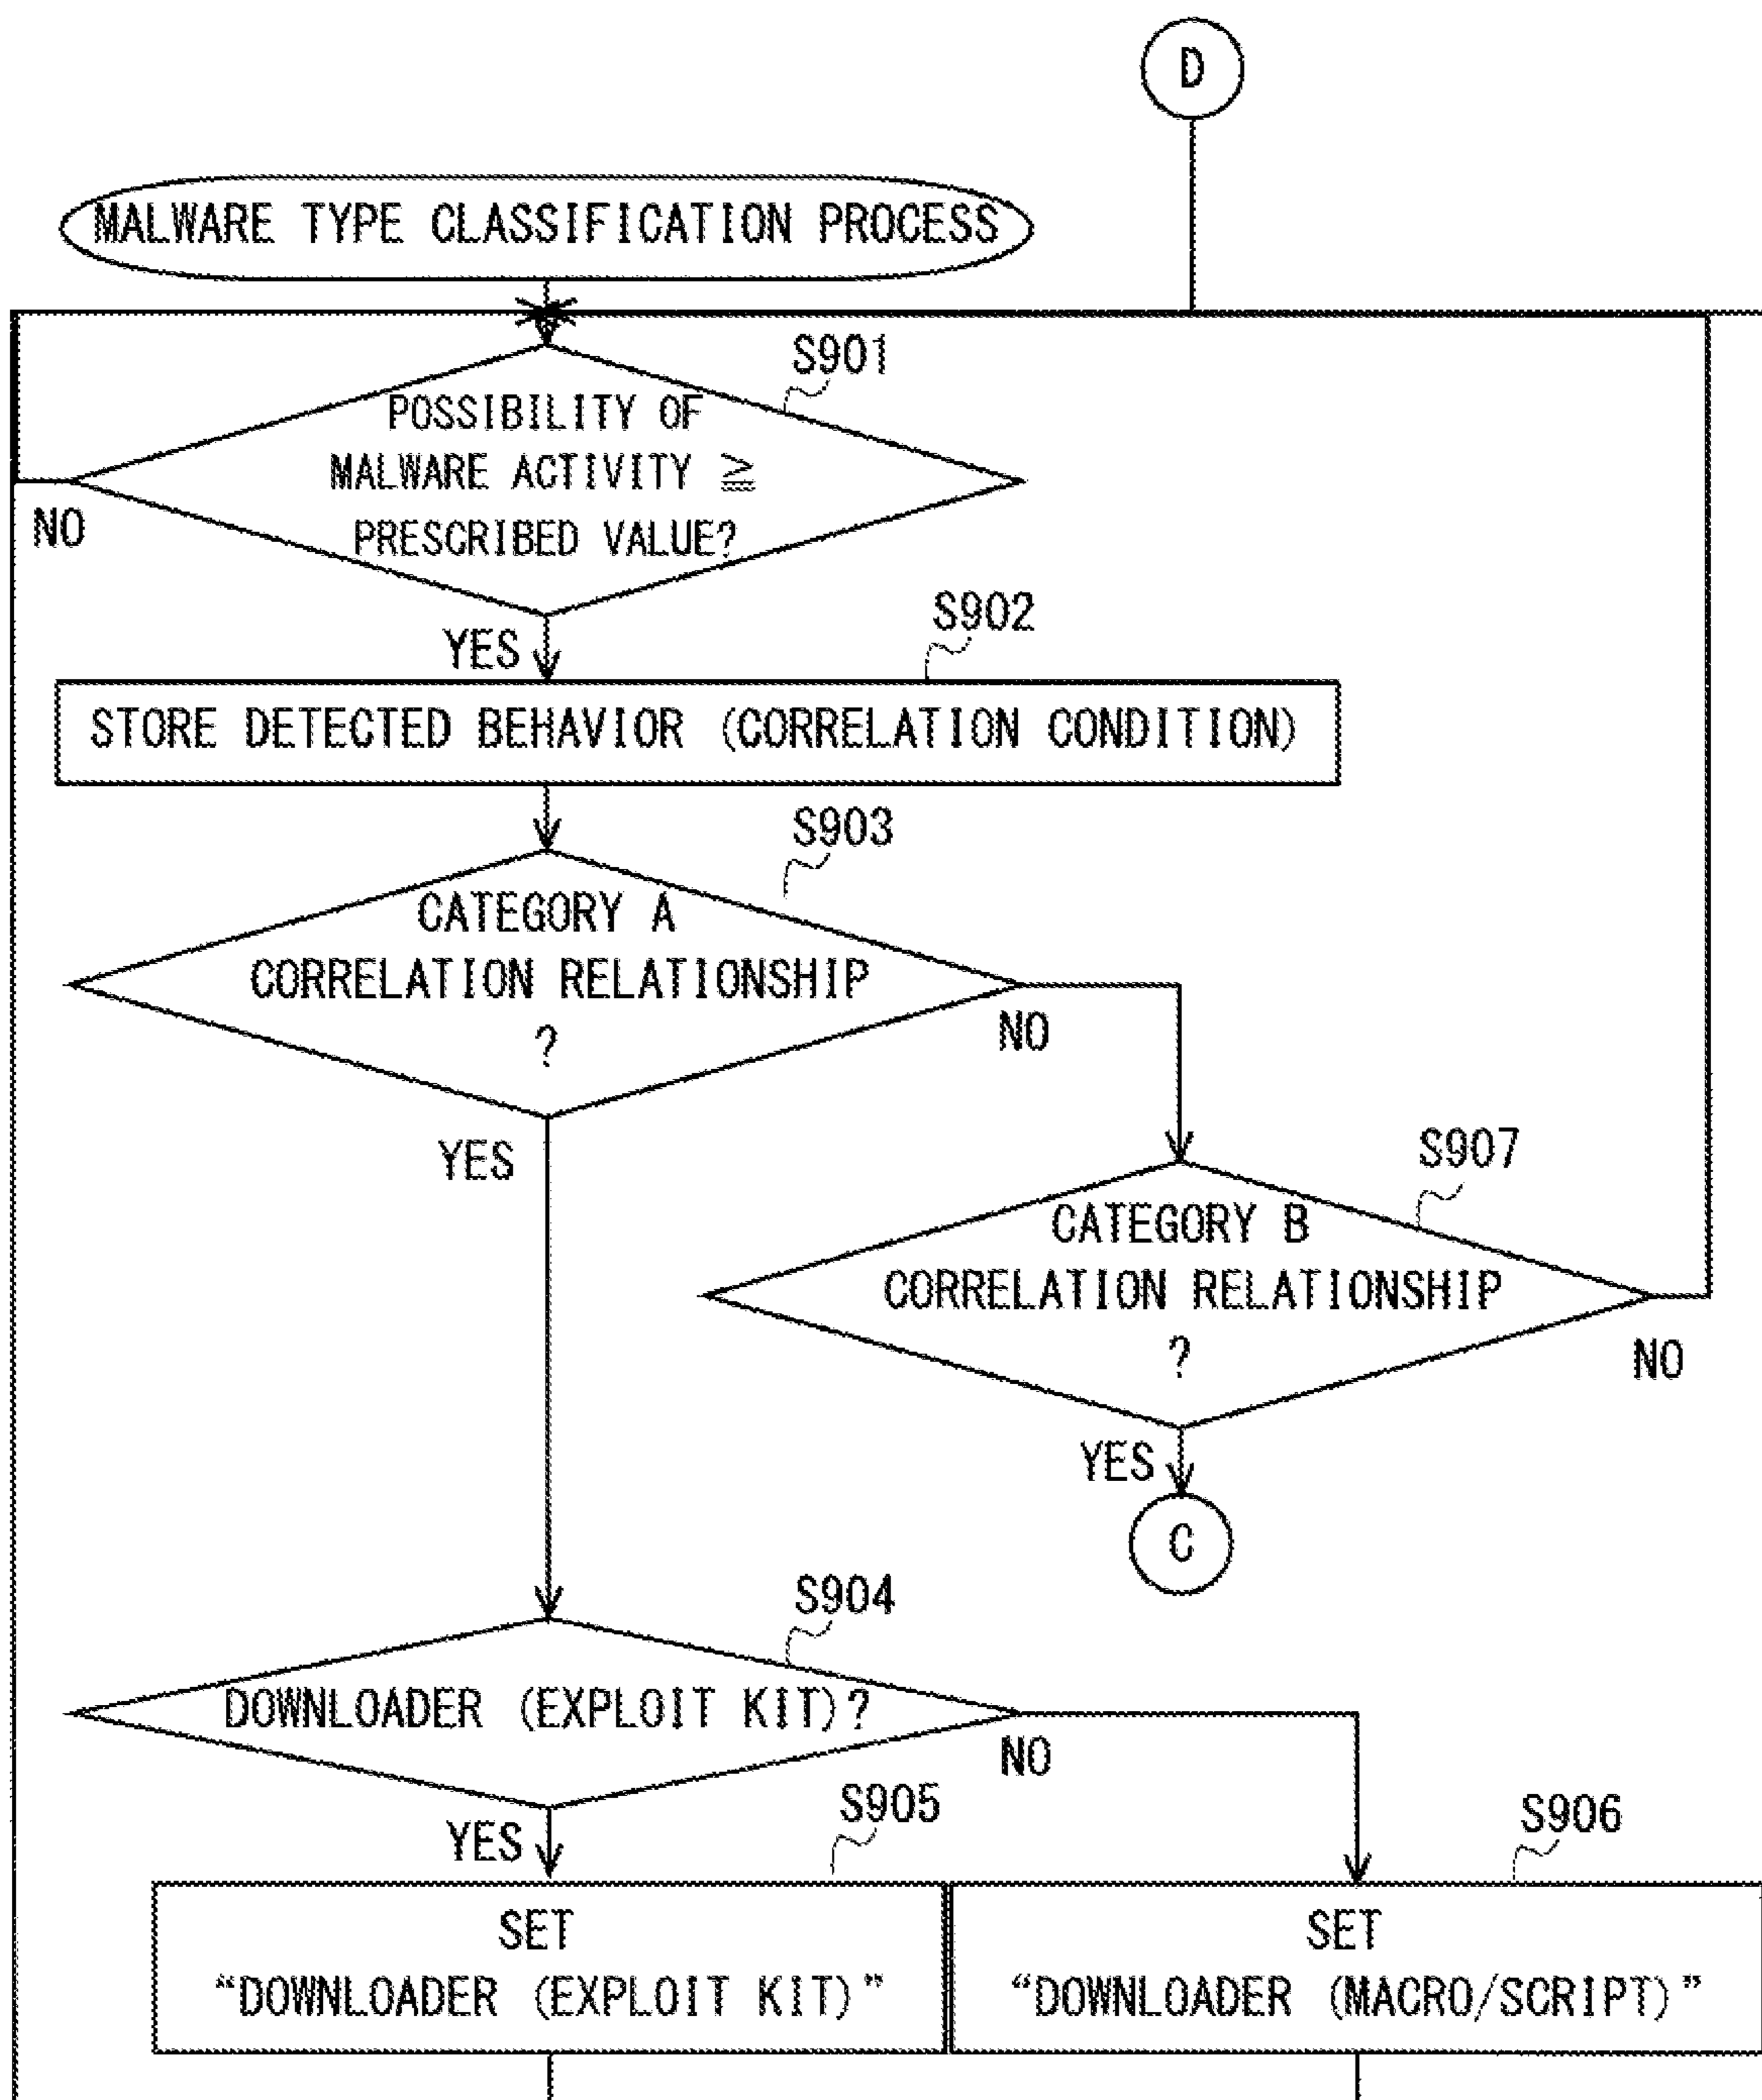 D
MALWARE TYPE CLASSIFICATION PROCESS
S901
POSSIBILITY OF
MALWARE ACTIVITY ≧
PRESCRIBED VALUE?
NO
YES
S902
STORE DETECTED BEHAVIOR (CORRELATION CONDITION)
S903
CATEGORY A
CORRELATION RELATIONSHIP
?
NO
YES
S907
CATEGORY B
CORRELATION RELATIONSHIP
?
NO
YES
C
S904
DOWNLOADER (EXPLOIT KIT)?
NO
YES
S905
SET
“DOWNLOADER (EXPLOIT KIT)”
S906
SET
“DOWNLOADER (MACRO/SCRIPT)”